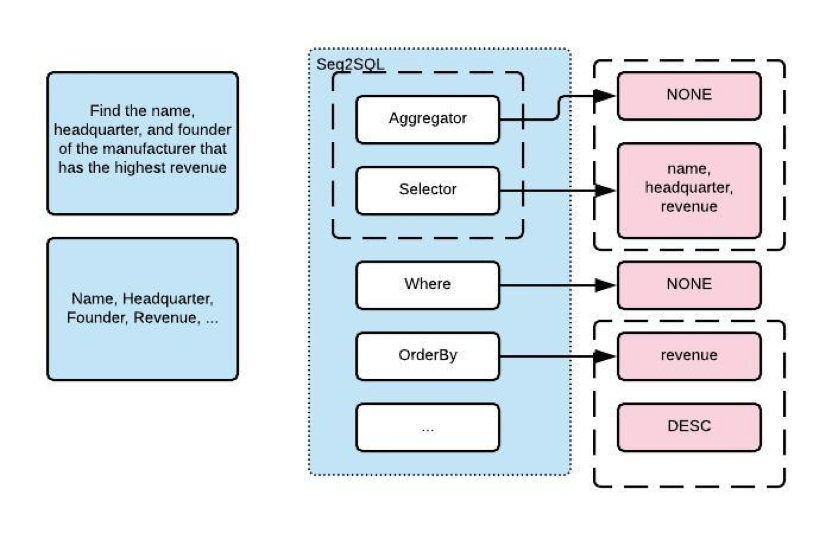 Find the name,
headquarter, and founder
of the manufacturer that
has the highest revenue
Name, Headquarter,
Founder, Revenue, ...
Seq2SQL
Aggregator
Selector
Where
OrderBy
...
NONE
name,
headquarter,
revenue
NONE
revenue
DESC